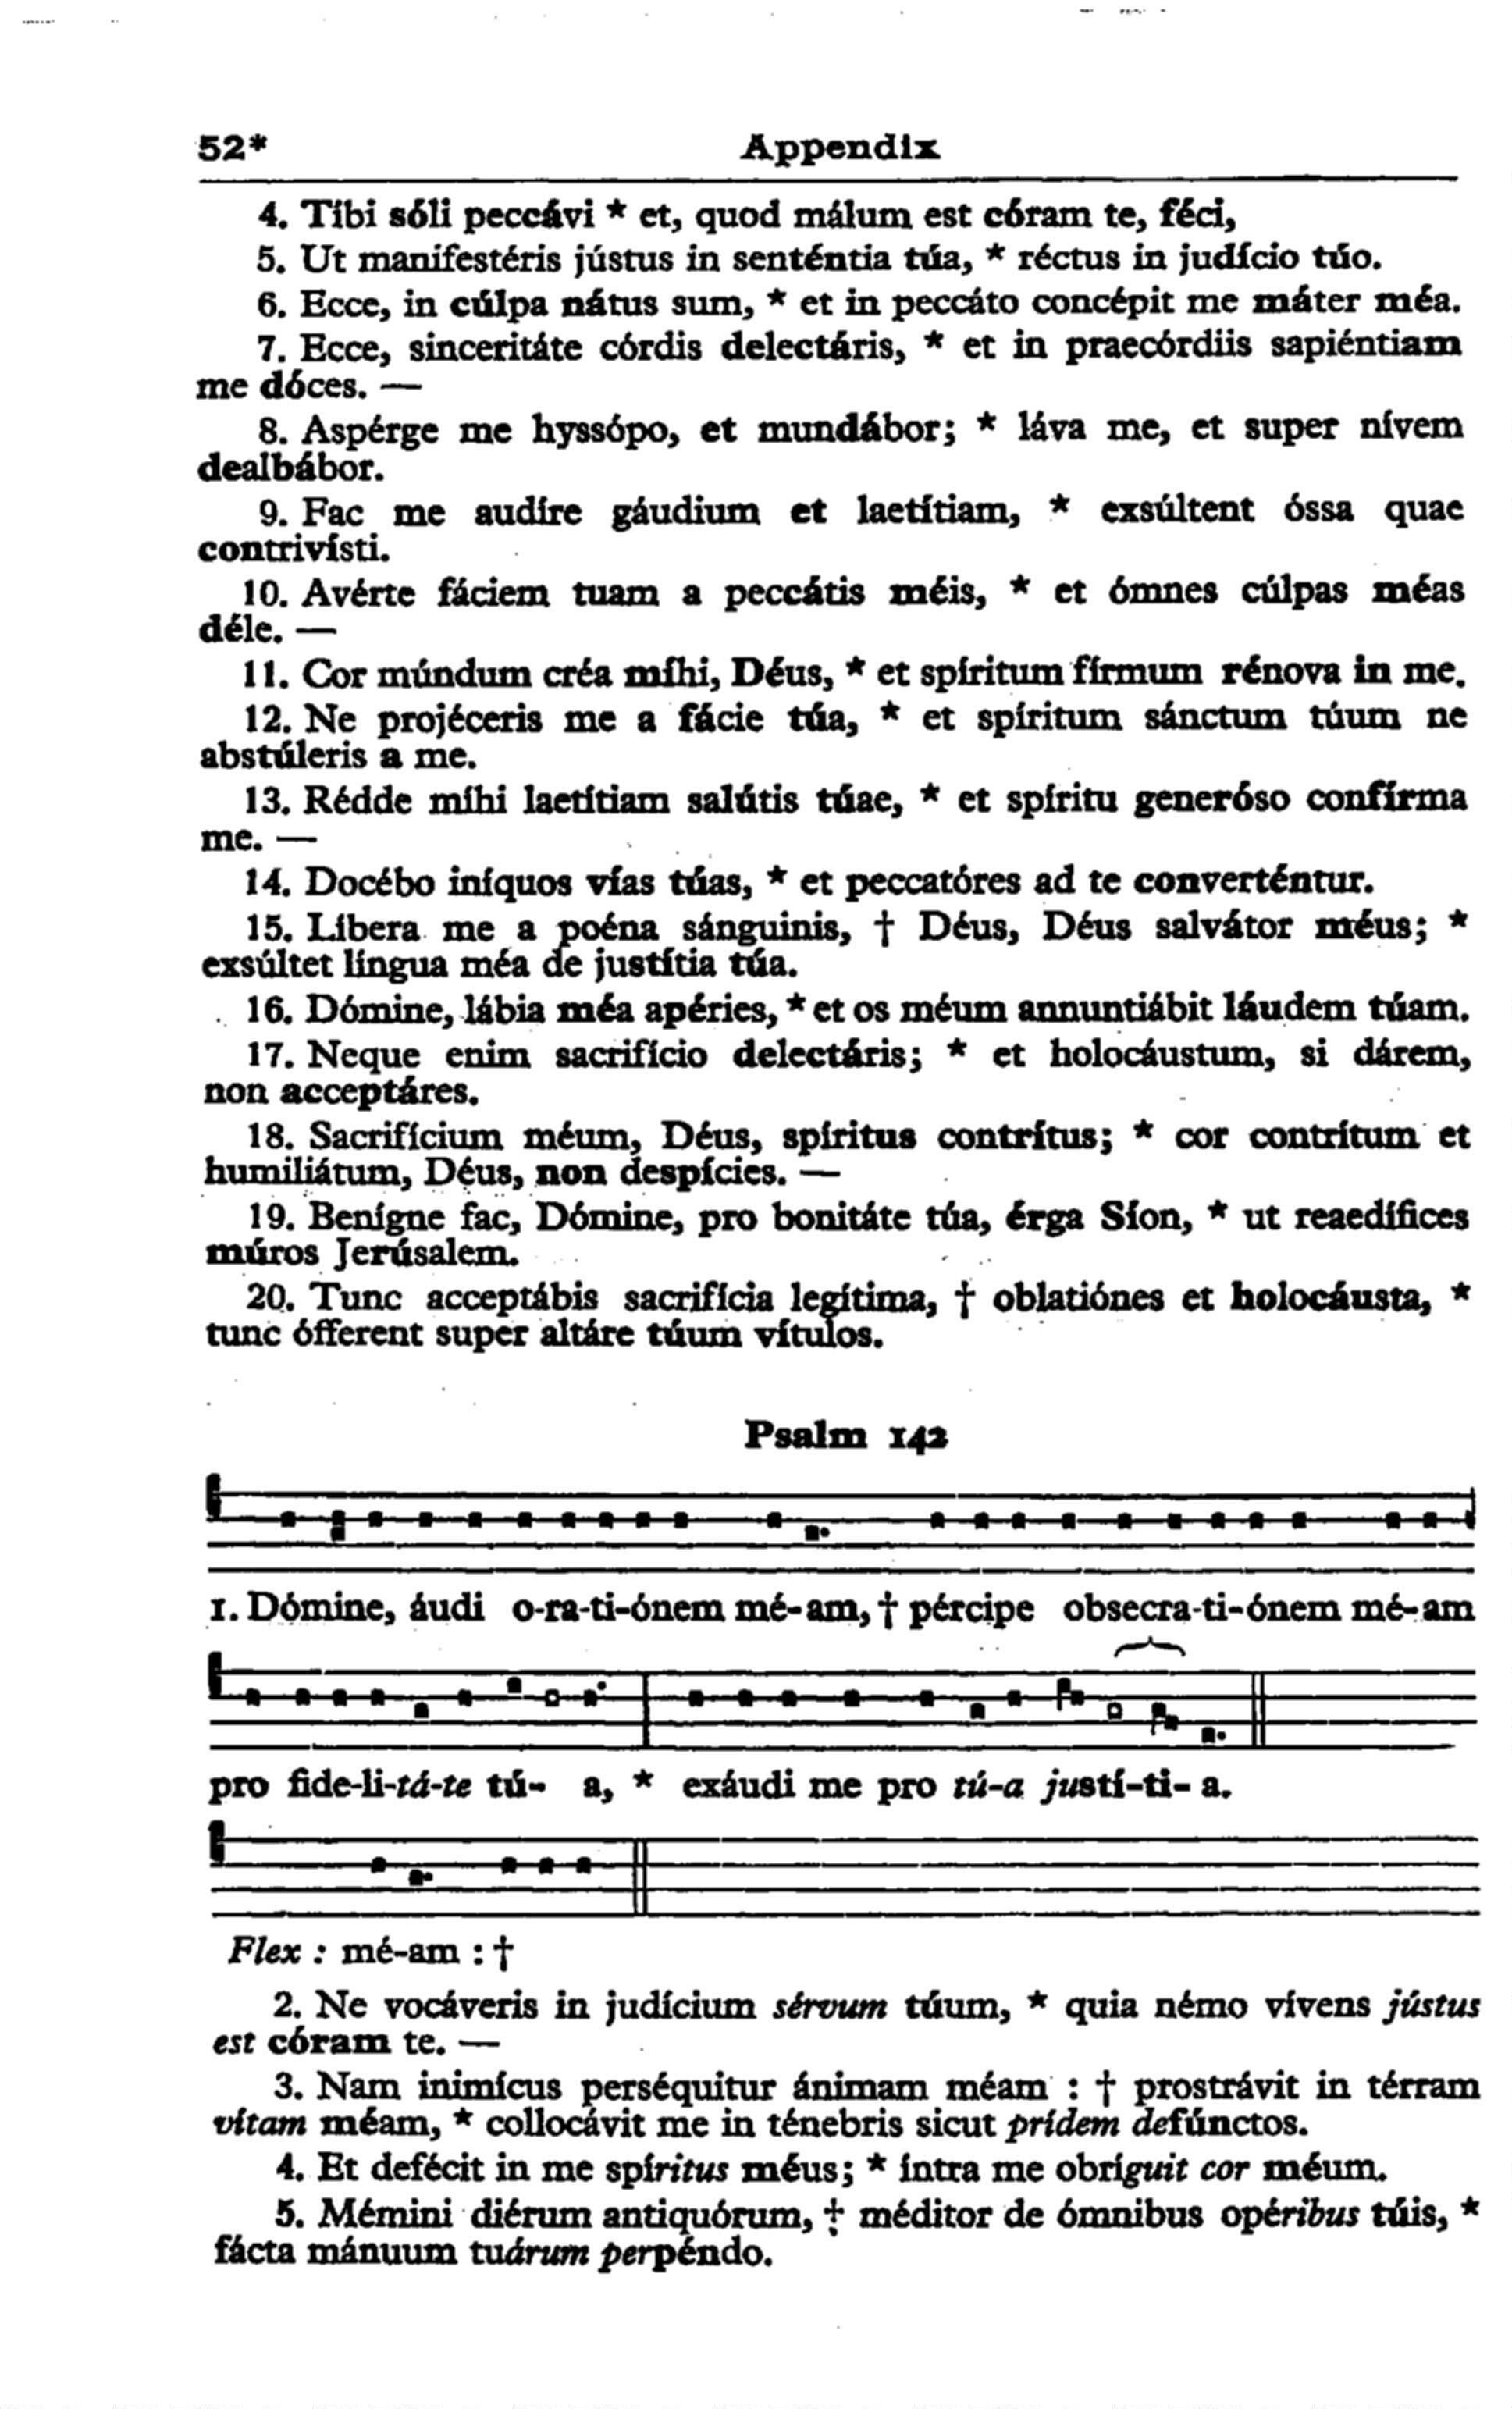 52* Appendix
4. Tíbi sóli peccávi * et, quod málum est córam te, féci,
5. Ut manifestéris jústus in senténtia túa, * réctus in judício túo.
6. Ecce, in cúlpa nátus sum, * et in peccáto concépit me máter méa.
7. Ecce, sinceritáte córdis delectáris, * et in praecórdiis sapiéntiam
me dóces. —
8. Aspérge me hyssópo, et mundábor; * láva me, et super nívem
dealbábor.
9. Fac me audíre gáudium et laetítiam, * exsúltent óssa quae
contrivísti.
10. Avérte fáciem tuam a peccátis méis, * et ómnes cúlpas méas
déle. —
11. Cor múndum créa míhi, Déus, * et spíritum fírmum rénova in me.
12. Ne projéceris me a fácie túa, * et spíritum sánctum túum ne
abstúleris a me.
13. Rédde míhi laetítiam salútis túae, * et spíritu generóso confírma
me. —
14. Docébo iníquos vías túas, * et peccatóres ad te converténtur.
15. Líbera me a poéna sánguinis, † Déus, Déus salvátor méus; *
exsúltet língua méa de justítia túa.
16. Dómine, lábia méa apéries, * et os méum annuntiábit láudem túam.
17. Neque enim sacrifício delectáris; * et holocáustum, si dárem,
non acceptáres.
18. Sacrifícium méum, Déus, spíritus contrítus; * cor contrítum et
humiliátum, Déus, non despícies. —
19. Benígne fac, Dómine, pro bonitáte túa, érga Síon, * ut reaedífices
múros Jerúsalem.
20. Tunc acceptábis sacrifícia legítima, † oblatiónes et holocáusta, *
tunc ófferent super altáre túum vítulos.
Psalm 142
1. Dómine, áudi o-ra-ti-ónem mé-am, † pércipe obsecra-ti-ónem mé-am
pro fide-li-tá-te tú- a, * exáudi me pro tú-a justí-ti- a.
Flex : mé-am : †
2. Ne vocáveris in judícium sérvum túum, * quia némo vívens jústus
est córam te. —
3. Nam inimícus perséquitur ánimam méam : † prostrávit in térram
vítam méam, * collocávit me in ténebris sicut prídem defúnctos.
4. Et defécit in me spíritus méus; * íntra me obríguit cor méum.
5. Mémini diérum antiquórum, † méditor de ómnibus opéribus túis, *
fácta mánuum tuárum perpéndo.